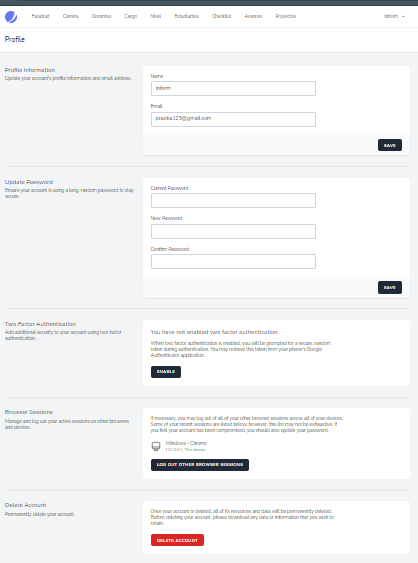 Facultad Carrera Docentes Cargo Nivel Estudiantes Checklist Avances Proyectos inform
Profile
Profile Information
Update your account's profile information and email address.
Name
inform
Email
prueba123@gmail.com
SAVE
Update Password
Ensure your account is using a long, random password to stay
secure.
Current Password
New Password
Confirm Password
SAVE
Two Factor Authentication
Add additional security to your account using two factor
authentication.
You have not enabled two factor authentication.
When two factor authentication is enabled, you will be prompted for a secure, random
token during authentication. You may retrieve this token from your phone's Google
Authenticator application.
ENABLE
Browser Sessions
Manage and log out your active sessions on other browsers
and devices.
If necessary, you may log out of all of your other browser sessions across all of your devices.
Some of your recent sessions are listed below; however, this list may not be exhaustive. If
you feel your account has been compromised, you should also update your password.
Windows - Chrome
127.0.0.1, This device
LOG OUT OTHER BROWSER SESSIONS
Delete Account
Permanently delete your account.
Once your account is deleted, all of its resources and data will be permanently deleted.
Before deleting your account, please download any data or information that you wish to
retain.
DELETE ACCOUNT